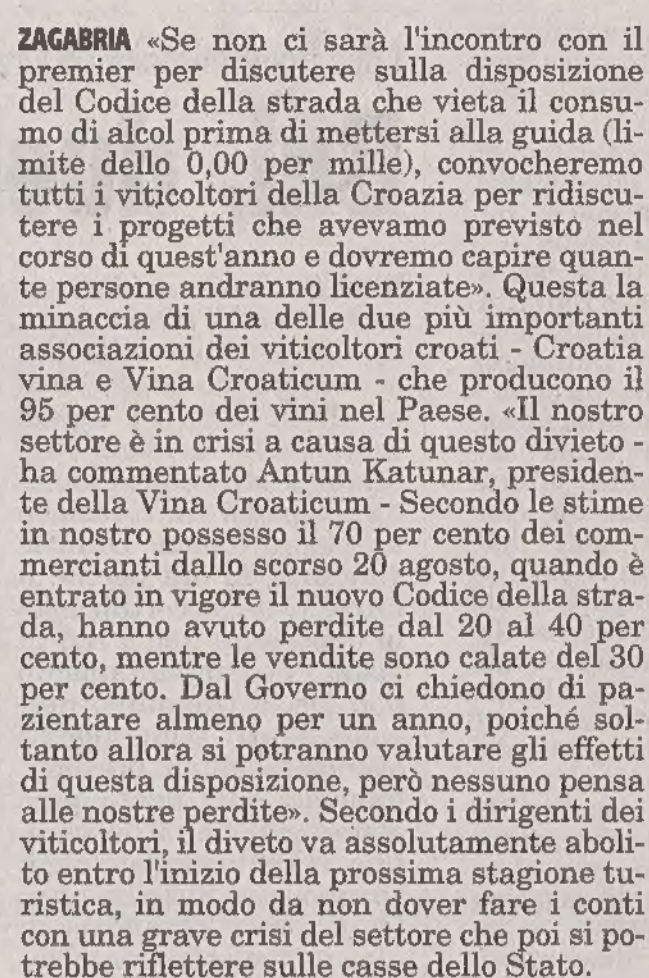 ZAGABRIA «Se non ci sarà l'incontro con il
premier per discutere sulla disposizione
del Codice della strada che vieta il consu-
mo di alcol prima di mettersi alla guida (li-
mite dello 0,00 per mille), convocheremo
tutti i viticoltori della Croazia per ridiscu-
tere i progetti che avevamo previsto nel
corso di quest'anno e dovremo capire quan-
te persone andranno licenziate». Questa la
minaccia di una delle due più importanti
associazioni dei viticoltori croati - Croatia
vina e Vina Croaticum - che producono il
95 per cento dei vini nel Paese. «Il nostro
settore è in crisi a causa di questo divieto -
ha commentato Antun Katunar, presiden-
te della Vina Croaticum - Secondo le stime
in nostro possesso il 70 per cento dei com-
mercianti dallo scorso 20 agosto, quando è
entrato in vigore il nuovo Codice della stra-
da, hanno avuto perdite dal 20 al 40 per
cento, mentre le vendite sono calate del 30
per cento. Dal Governo ci chiedono di pa-
zientare almeno per un anno, poiché sol-
tanto allora si potranno valutare gli effetti
di questa disposizione, però nessuno pensa
alle nostre perdite». Secondo i dirigenti dei
viticoltori, il diveto va assolutamente aboli-
to entro l'inizio della prossima stagione tu-
ristica, in modo da non dover fare i conti
con una grave crisi del settore che poi si po-
trebbe riflettere sulle casse dello Stato.